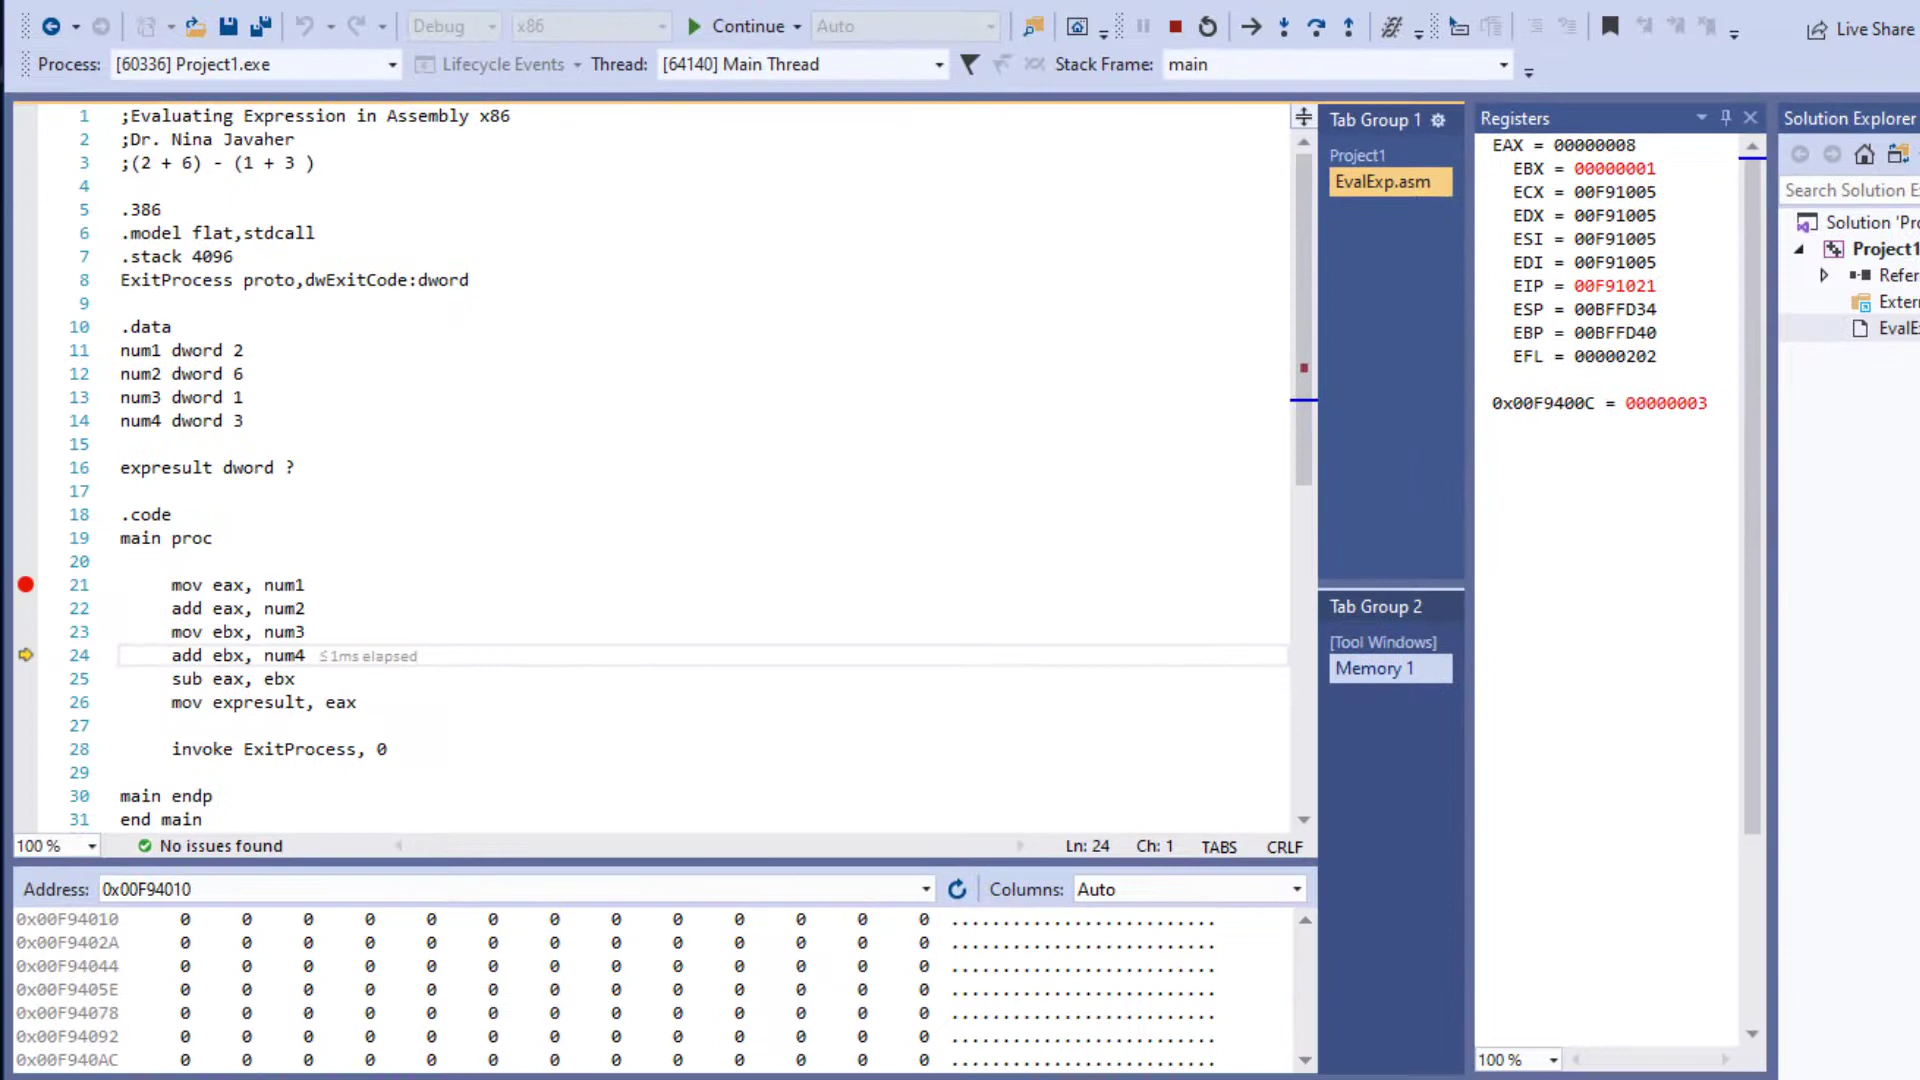 Debug x86 Continue Auto Live Share
Process: [60336] Project1.exe Lifecycle Events Thread: [64140] Main Thread Stack Frame: main
1 ;Evaluating Expression in Assembly x86
2 ;Dr. Nina Javaher
3 ;(2 + 6) - (1 + 3 )
4
5 .386
6 .model flat,stdcall
7 .stack 4096
8 ExitProcess proto,dwExitCode:dword
9
10 .data
11 num1 dword 2
12 num2 dword 6
13 num3 dword 1
14 num4 dword 3
15
16 expresult dword ?
17
18 .code
19 main proc
20
21 mov eax, num1
22 add eax, num2
23 mov ebx, num3
24 add ebx, num4 ≤1ms elapsed
25 sub eax, ebx
26 mov expresult, eax
27
28 invoke ExitProcess, 0
29
30 main endp
31 end main
100 % No issues found Ln: 24 Ch: 1 TABS CRLF
Address: 0x00F94010 Columns: Auto
0x00F94010 0 0 0 0 0 0 0 0 0 0 0 0 0 ..........................
0x00F9402A 0 0 0 0 0 0 0 0 0 0 0 0 0 ..........................
0x00F94044 0 0 0 0 0 0 0 0 0 0 0 0 0 ..........................
0x00F9405E 0 0 0 0 0 0 0 0 0 0 0 0 0 ..........................
0x00F94078 0 0 0 0 0 0 0 0 0 0 0 0 0 ..........................
0x00F94092 0 0 0 0 0 0 0 0 0 0 0 0 0 ..........................
0x00F940AC 0 0 0 0 0 0 0 0 0 0 0 0 0 ..........................
Tab Group 1
Project1
EvalExp.asm
Tab Group 2
[Tool Windows]
Memory 1
Registers
EAX = 00000008
EBX = 00000001
ECX = 00F91005
EDX = 00F91005
ESI = 00F91005
EDI = 00F91005
EIP = 00F91021
ESP = 00BFFD34
EBP = 00BFFD40
EFL = 00000202
0x00F9400C = 00000003
100 %
Solution Explorer
Search Solution E
Solution 'Pro
Project1
Refer
Exter
EvalE